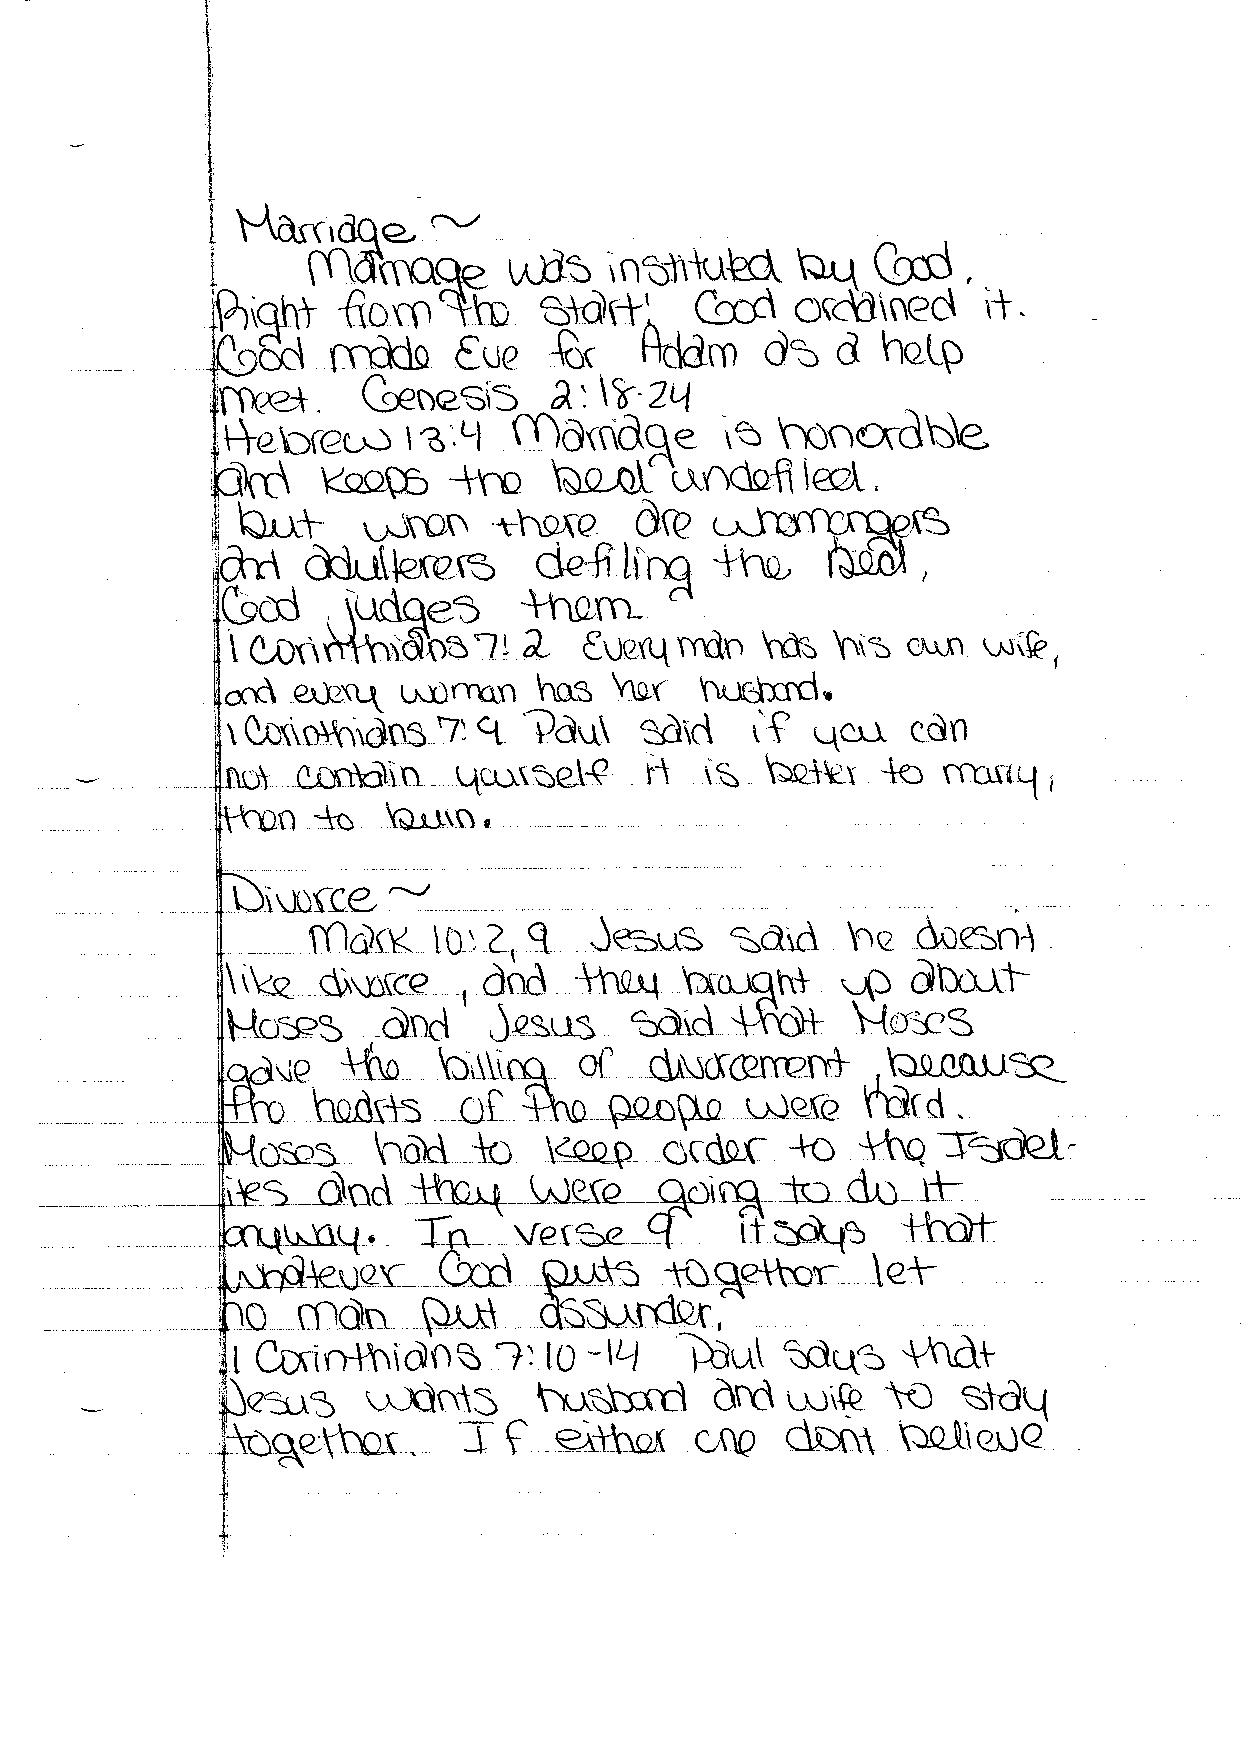 Marriage ~
Marriage was instituted by God.
Right from the start! God ordained it.
God made Eve for Adam as a help
meet. Genesis 2:18-24
Hebrew 13:4 Marriage is honorable
and keeps the bed undefiled.
but when there are whomongers
and adulterers defiling the bed,
God judges them
1 Corinthians 7:2 Every man has his own wife,
and every woman has her husband.
1 Corinthians 7:9 Paul said if you can
not contain yourself it is better to marry,
then to burn.
Divorce ~
Mark 10:2,9 Jesus said he doesnt
like divorce, and they braught up about
Moses, and Jesus said that Moses
gave the billing of divorcement, because
the hearts of the people were hard.
Moses had to keep order to the Israel-
ites and they were going to do it
anyway. In verse 9 it says that
whatever God puts together let
no man put assunder.
1 Corinthians 7:10-14 Paul says that
Jesus wants husband and wife to stay
together. If either one dont believe